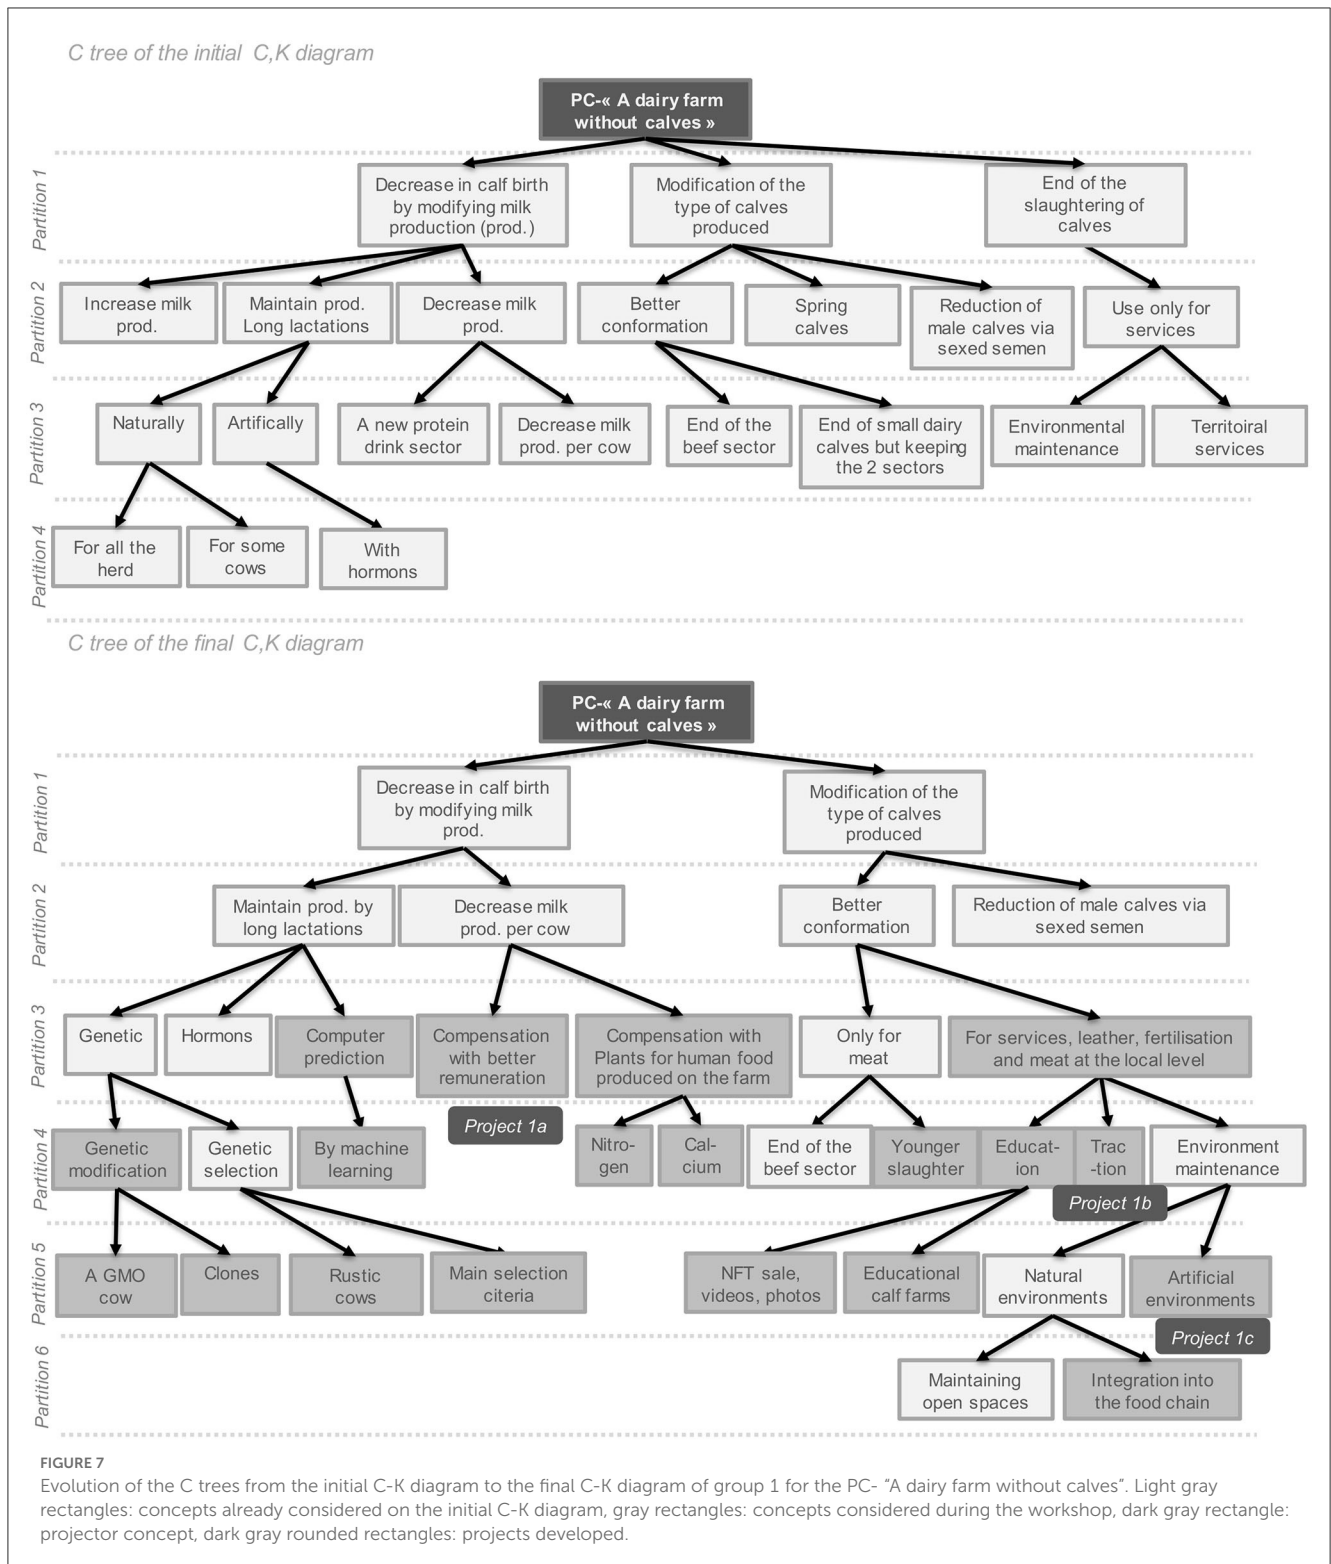 C tree of the initial C,K diagram
PC-« A dairy farm
without calves »
Partition 1
Decrease in calf birth
by modifying milk
production (prod.)
Modification of the
type of calves
produced
End of the
slaughtering of
calves
Partition 2
Increase milk
prod.
Maintain prod.
Long lactations
Decrease milk
prod.
Better
conformation
Spring
calves
Reduction of
male calves via
sexed semen
Use only for
services
Partition 3
Naturally
Artifically
A new protein
drink sector
Decrease milk
prod. per cow
End of the
beef sector
End of small dairy
calves but keeping
the 2 sectors
Environmental
maintenance
Territoiral
services
Partition 4
For all the
herd
For some
cows
With
hormons
C tree of the final C,K diagram
PC-« A dairy farm
without calves »
Partition 1
Decrease in calf birth
by modifying milk
prod.
Modification of the
type of calves
produced
Partition 2
Maintain prod. by
long lactations
Decrease milk
prod. per cow
Better
conformation
Reduction of male calves via
sexed semen
Partition 3
Genetic
Hormons
Computer
prediction
Compensation
with better
remuneration
Compensation with
Plants for human food
produced on the farm
Only for
meat
For services, leather, fertilisation
and meat at the local level
Project 1a
Partition 4
Genetic
modification
Genetic
selection
By machine
learning
Nitro-
gen
Cal-
cium
End of the
beef sector
Younger
slaughter
Educat-
ion
Trac
-tion
Environment
maintenance
Project 1b
Partition 5
A GMO
cow
Clones
Rustic
cows
Main selection
citeria
NFT sale,
videos, photos
Educational
calf farms
Natural
environments
Artificial
environments
Project 1c
Partition 6
Maintaining
open spaces
Integration into
the food chain
FIGURE 7
Evolution of the C trees from the initial C-K diagram to the final C-K diagram of group 1 for the PC- “A dairy farm without calves”. Light gray
rectangles: concepts already considered on the initial C-K diagram, gray rectangles: concepts considered during the workshop, dark gray rectangle:
projector concept, dark gray rounded rectangles: projects developed.